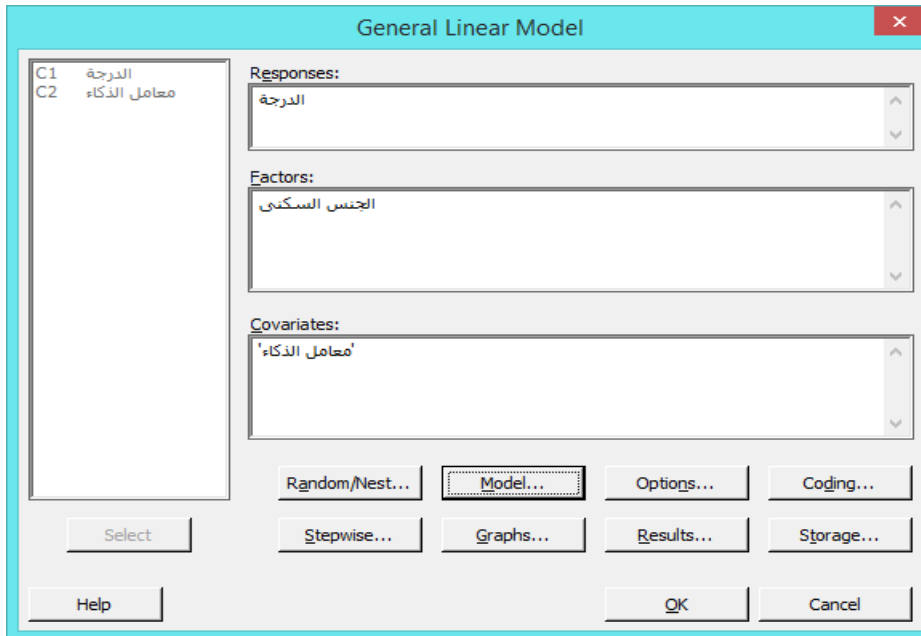 General Linear Model
C1 الدرجة
C2 معامل الذكاء
Responses:
الدرجة
Factors:
الجنس السكنى
Covariates:
'معامل الذكاء'
Random/Nest... Model... Options... Coding...
Select Stepwise... Graphs... Results... Storage...
Help OK Cancel